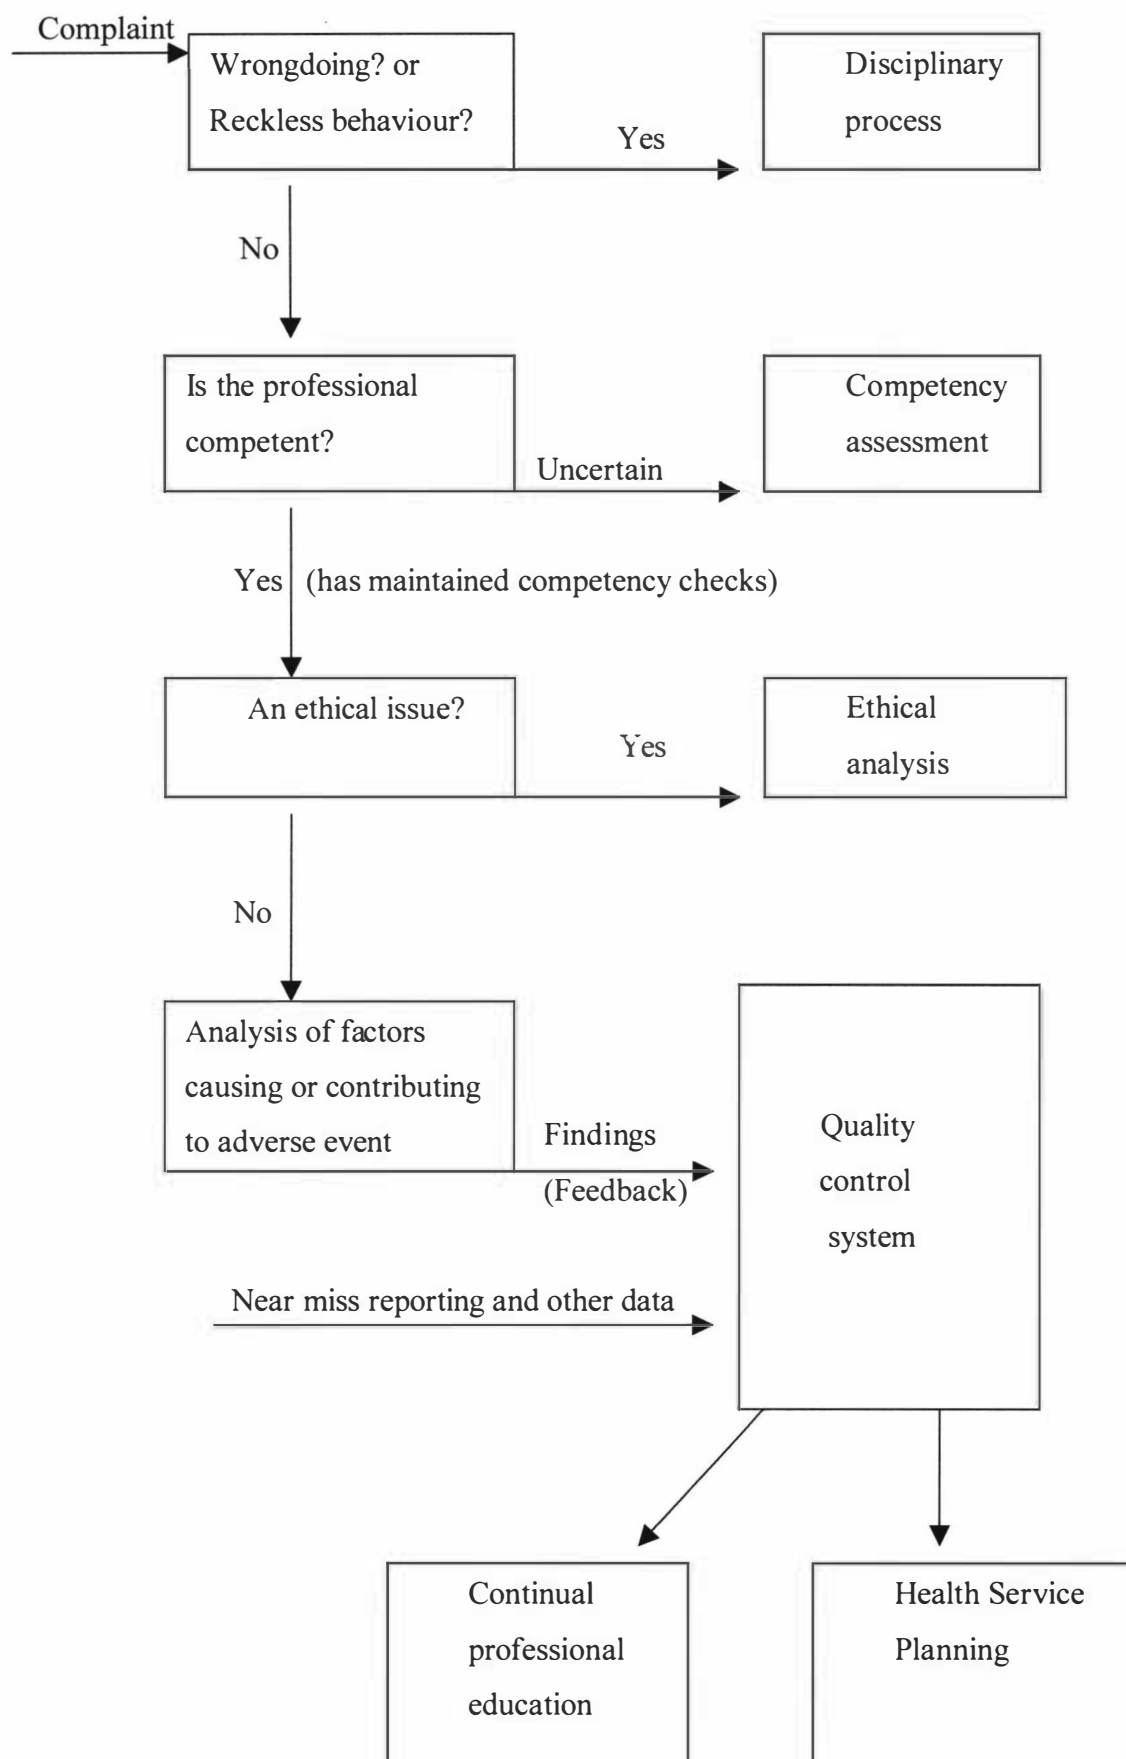 Complaint
Wrongdoing? or
Reckless behaviour?
Yes
Disciplinary
process
No
Is the professional
competent?
Uncertain
Competency
assessment
Yes (has maintained competency checks)
An ethical issue?
Yes
Ethical
analysis
No
Analysis of factors
causing or contributing
to adverse event
Findings
(Feedback)
Near miss reporting and other data
Quality
control
system
Continual
professional
education
Health Service
Planning